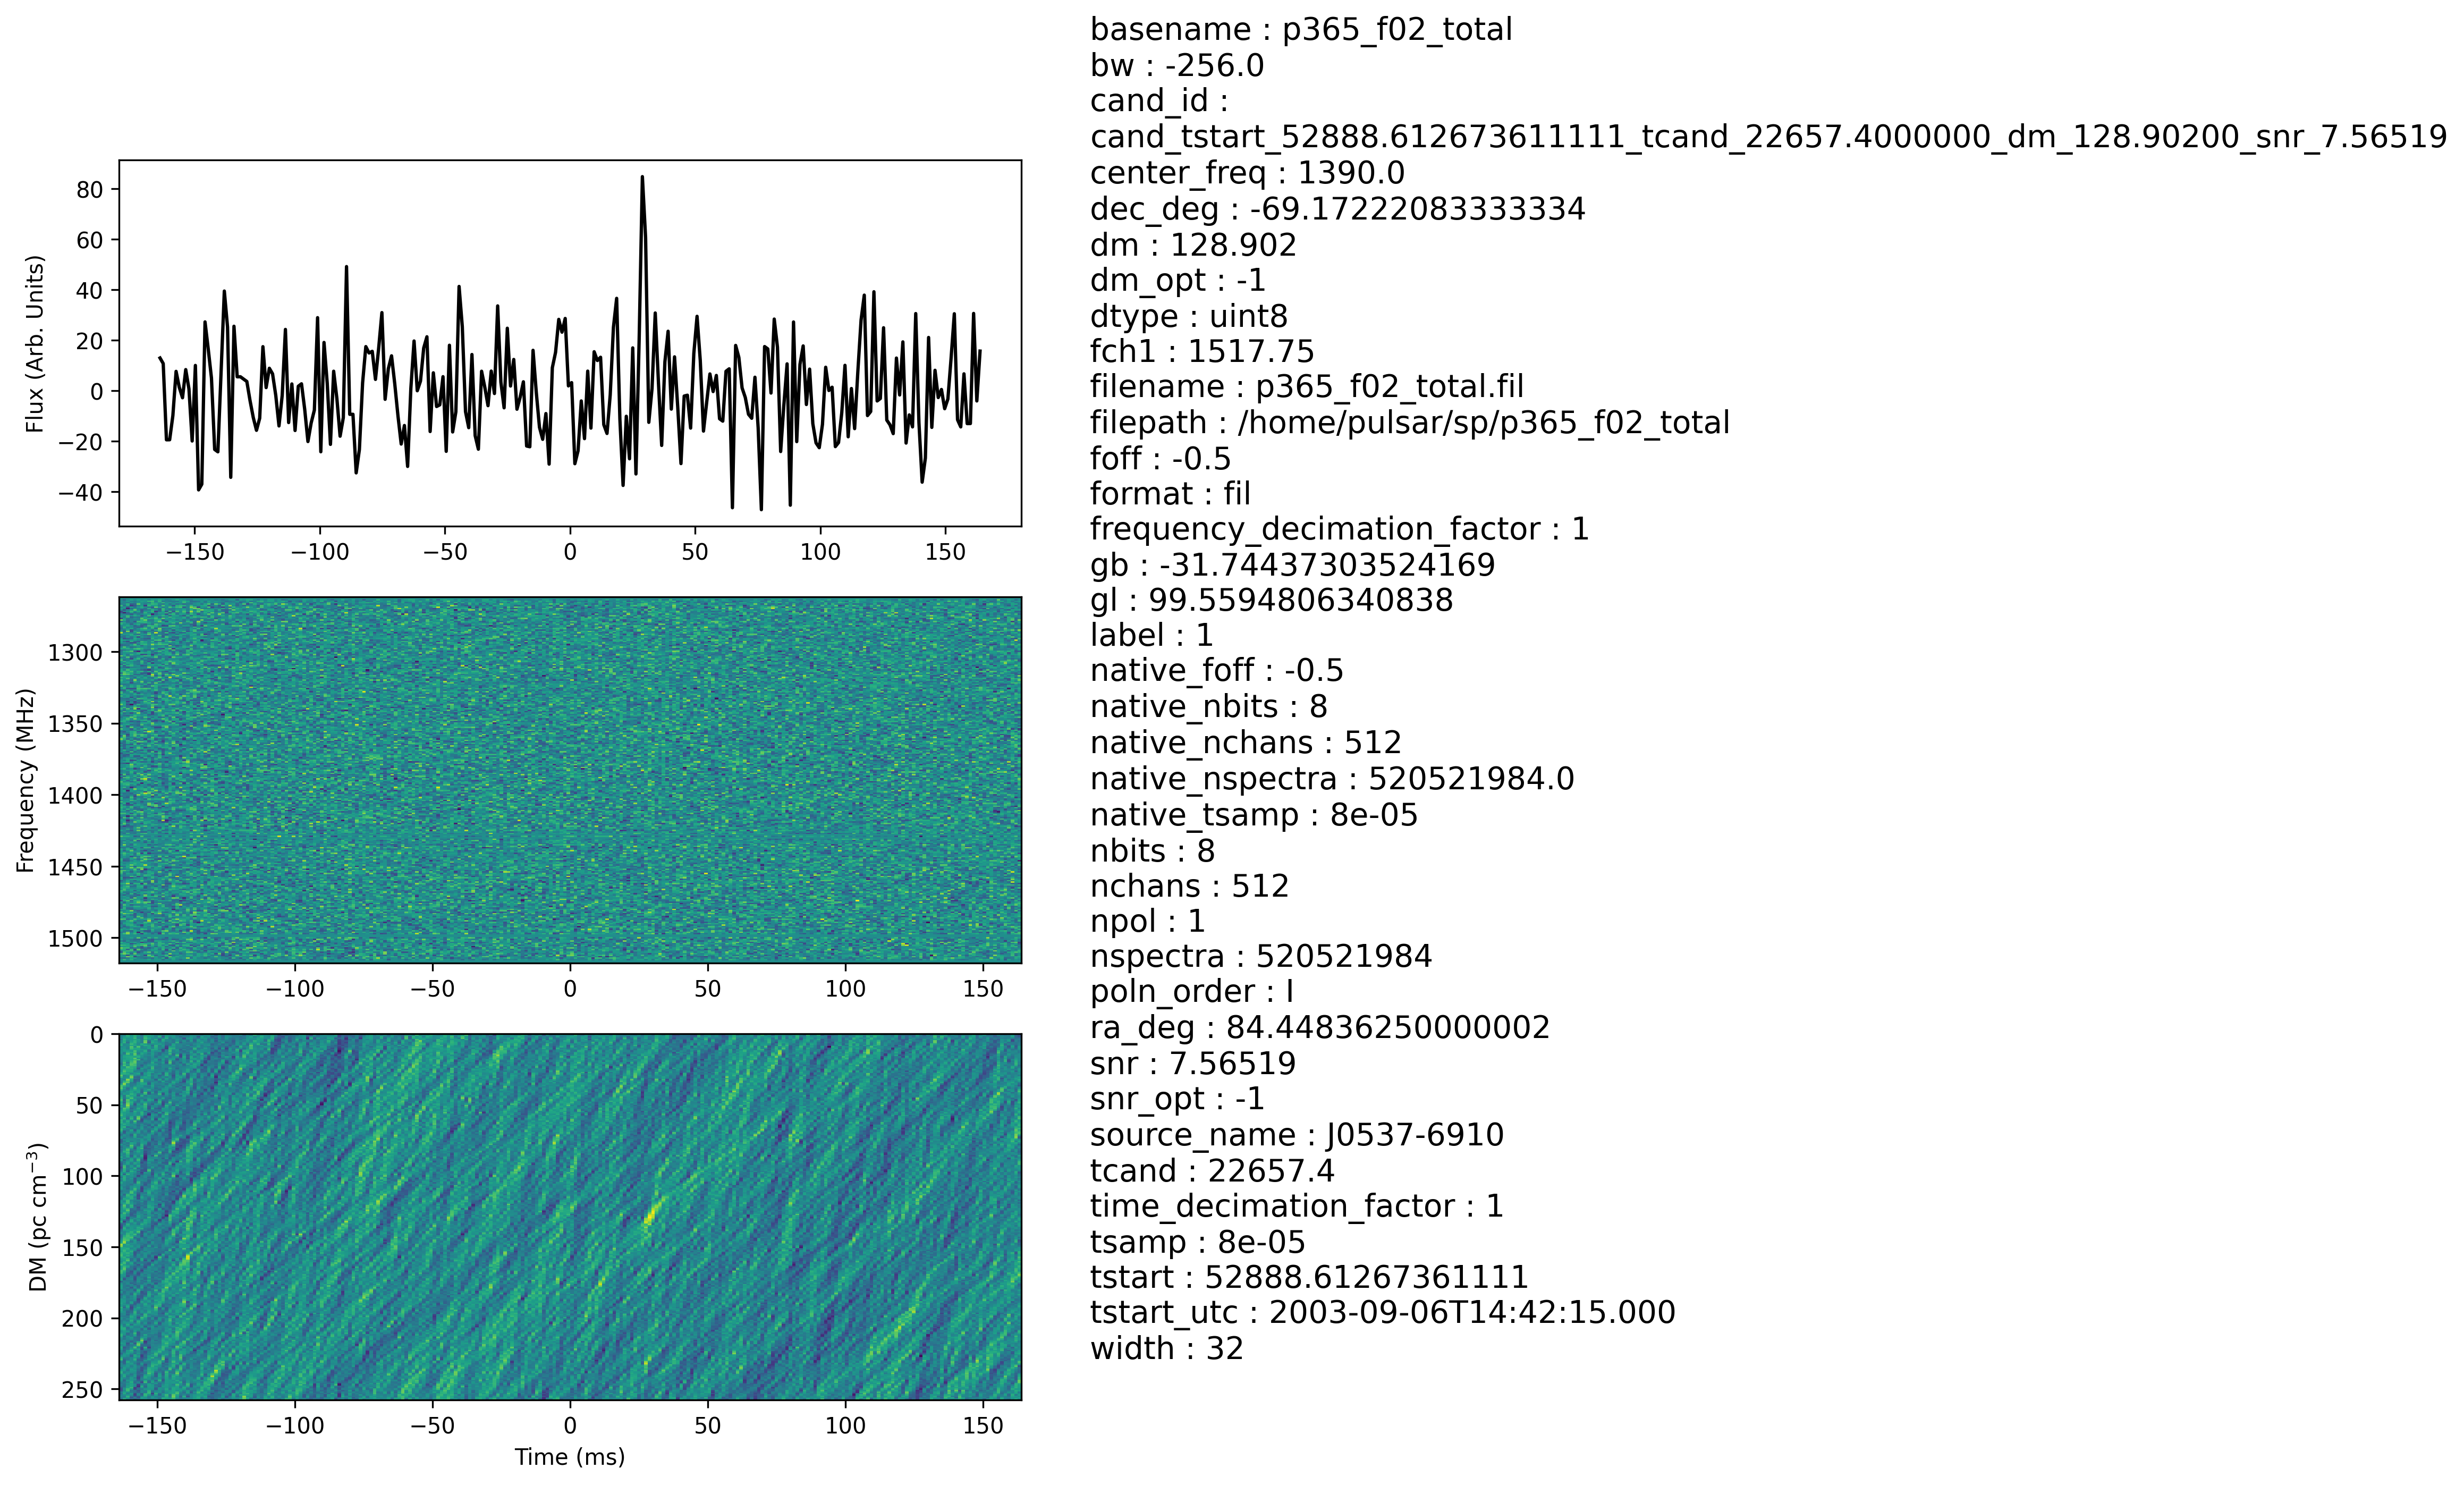 Flux (Arb. Units)
80
60
40
20
0
−20
−40
−150 −100 −50 0 50 100 150
Frequency (MHz)
1300
1350
1400
1450
1500
−150 −100 −50 0 50 100 150
DM (pc cm⁻³)
0
50
100
150
200
250
−150 −100 −50 0 50 100 150
Time (ms)
basename : p365_f02_total
bw : -256.0
cand_id :
cand_tstart_52888.612673611111_tcand_22657.4000000_dm_128.90200_snr_7.56519
center_freq : 1390.0
dec_deg : -69.17222083333334
dm : 128.902
dm_opt : -1
dtype : uint8
fch1 : 1517.75
filename : p365_f02_total.fil
filepath : /home/pulsar/sp/p365_f02_total
foff : -0.5
format : fil
frequency_decimation_factor : 1
gb : -31.74437303524169
gl : 99.5594806340838
label : 1
native_foff : -0.5
native_nbits : 8
native_nchans : 512
native_nspectra : 520521984.0
native_tsamp : 8e-05
nbits : 8
nchans : 512
npol : 1
nspectra : 520521984
poln_order : I
ra_deg : 84.44836250000002
snr : 7.56519
snr_opt : -1
source_name : J0537-6910
tcand : 22657.4
time_decimation_factor : 1
tsamp : 8e-05
tstart : 52888.61267361111
tstart_utc : 2003-09-06T14:42:15.000
width : 32